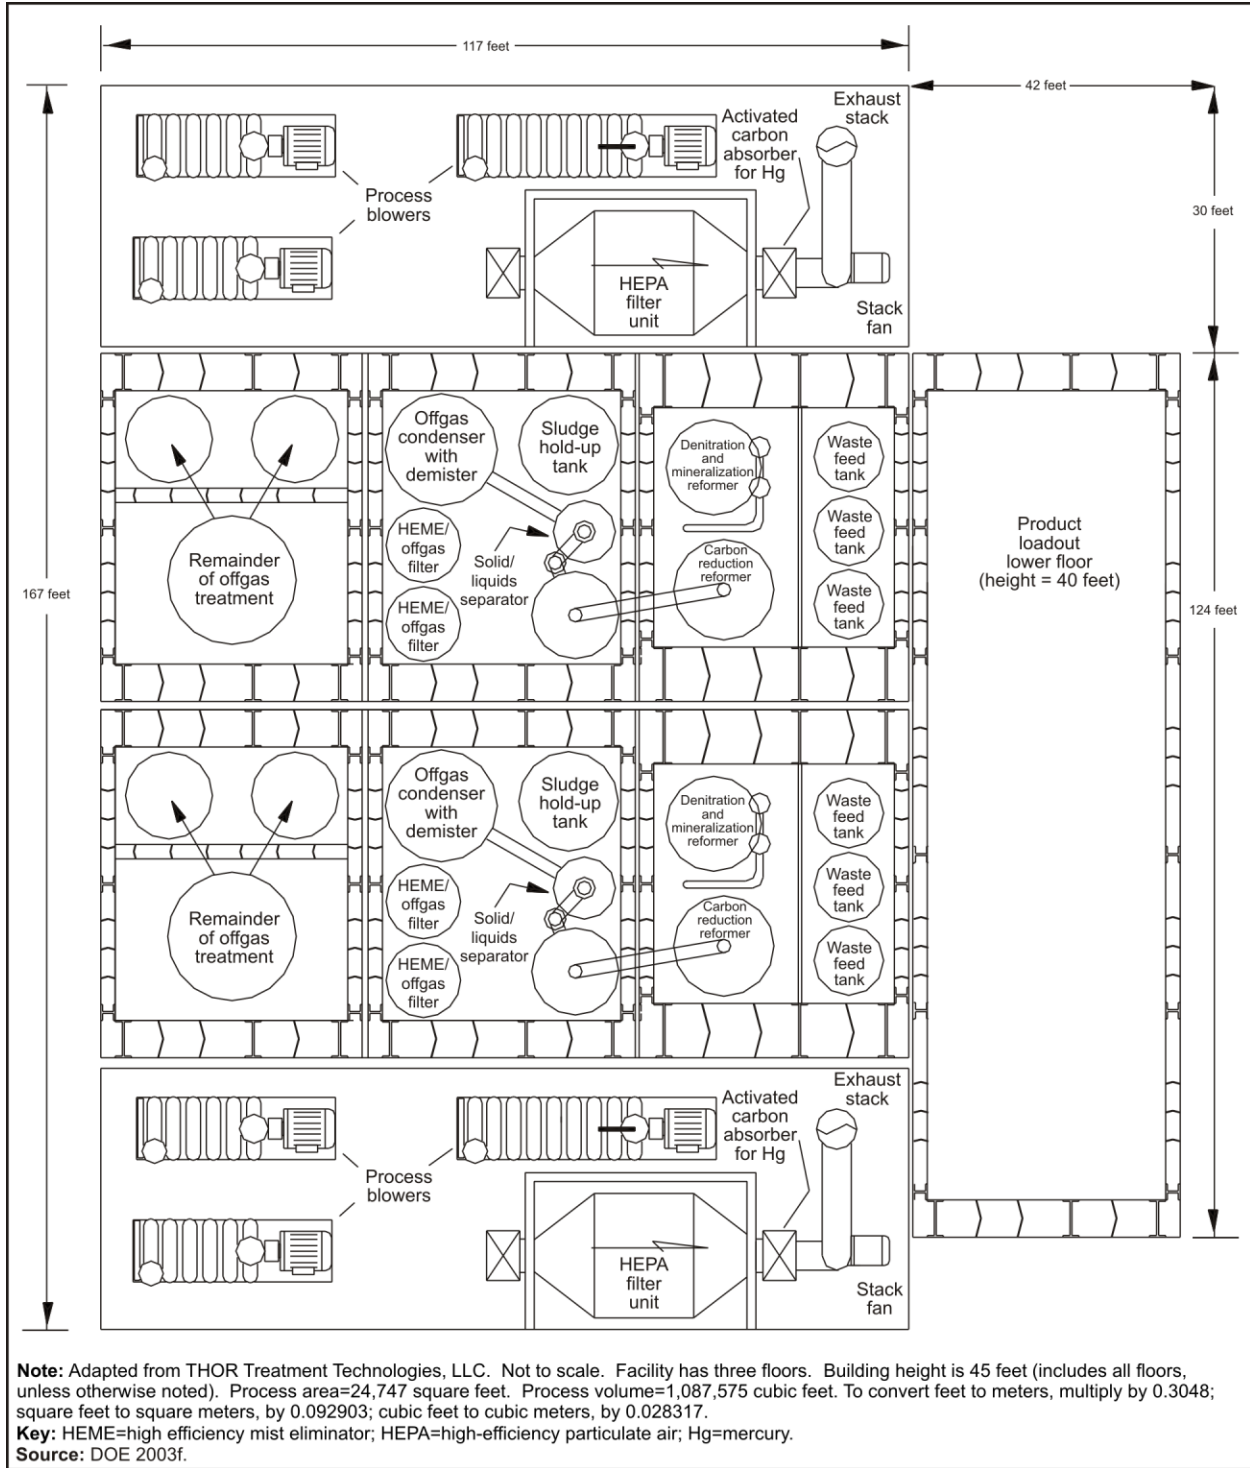 117 feet
42 feet
Exhaust
stack
Activated
carbon
absorber
for Hg
Process
blowers
30 feet
HEPA
filter
unit
Stack
fan
Offgas
condenser
with
demister
Sludge
hold-up
tank
Denitration
and
mineralization
reformer
Waste
feed
tank
HEME/
offgas
filter
Solid/
liquids
separator
Waste
feed
tank
Product
loadout
lower floor
(height = 40 feet)
Remainder
of offgas
treatment
Carbon
reduction
reformer
HEME/
offgas
filter
Waste
feed
tank
167 feet
124 feet
Offgas
condenser
with
demister
Sludge
hold-up
tank
Denitration
and
mineralization
reformer
Waste
feed
tank
HEME/
offgas
filter
Solid/
liquids
separator
Waste
feed
tank
Remainder
of offgas
treatment
Carbon
reduction
reformer
HEME/
offgas
filter
Waste
feed
tank
Exhaust
stack
Activated
carbon
absorber
for Hg
Process
blowers
HEPA
filter
unit
Stack
fan
Note: Adapted from THOR Treatment Technologies, LLC. Not to scale. Facility has three floors. Building height is 45 feet (includes all floors,
unless otherwise noted). Process area=24,747 square feet. Process volume=1,087,575 cubic feet. To convert feet to meters, multiply by 0.3048;
square feet to square meters, by 0.092903; cubic feet to cubic meters, by 0.028317.
Key: HEME=high efficiency mist eliminator; HEPA=high-efficiency particulate air; Hg=mercury.
Source: DOE 2003f.